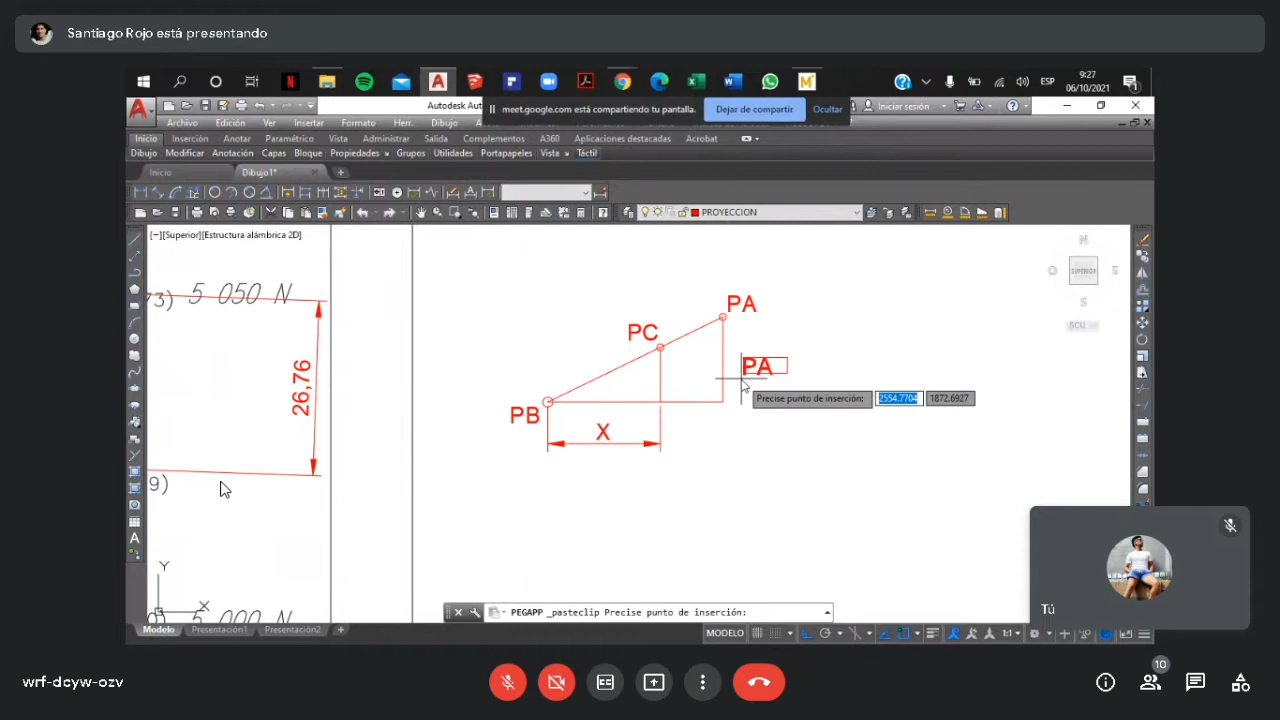 Santiago Rojo está presentando
ESP
9:27
06/10/2021
1
Autodesk Aut
meet.google.com está compartiendo tu pantalla.
Dejar de compartir
Ocultar
Iniciar sesión
Archivo Edición Ver Insertar Formato Herr. Dibujo
Inicio Inserción Anotar Paramétrico Vista Administrar Salida Complementos A360 Aplicaciones destacadas Acrobat
Dibujo Modificar Anotación Capas Bloque Propiedades Grupos Utilidades Portapapeles Vista Táctil
Inicio
Dibujo1*
PROYECCION
[−][Superior][Estructura alámbrica 2D]
N
O SUPERIOR E
S
SCU
73) 5 050 N
26,76
9)
5 000 N
Y
X
PA
PC
PA
PB
X
Precise punto de inserción: 2554.7704 1872.6927
PEGAPP _pasteclip Precise punto de inserción:
Modelo Presentación1 Presentación2
MODELO
1:1
Tú
wrf-dcyw-ozv
10